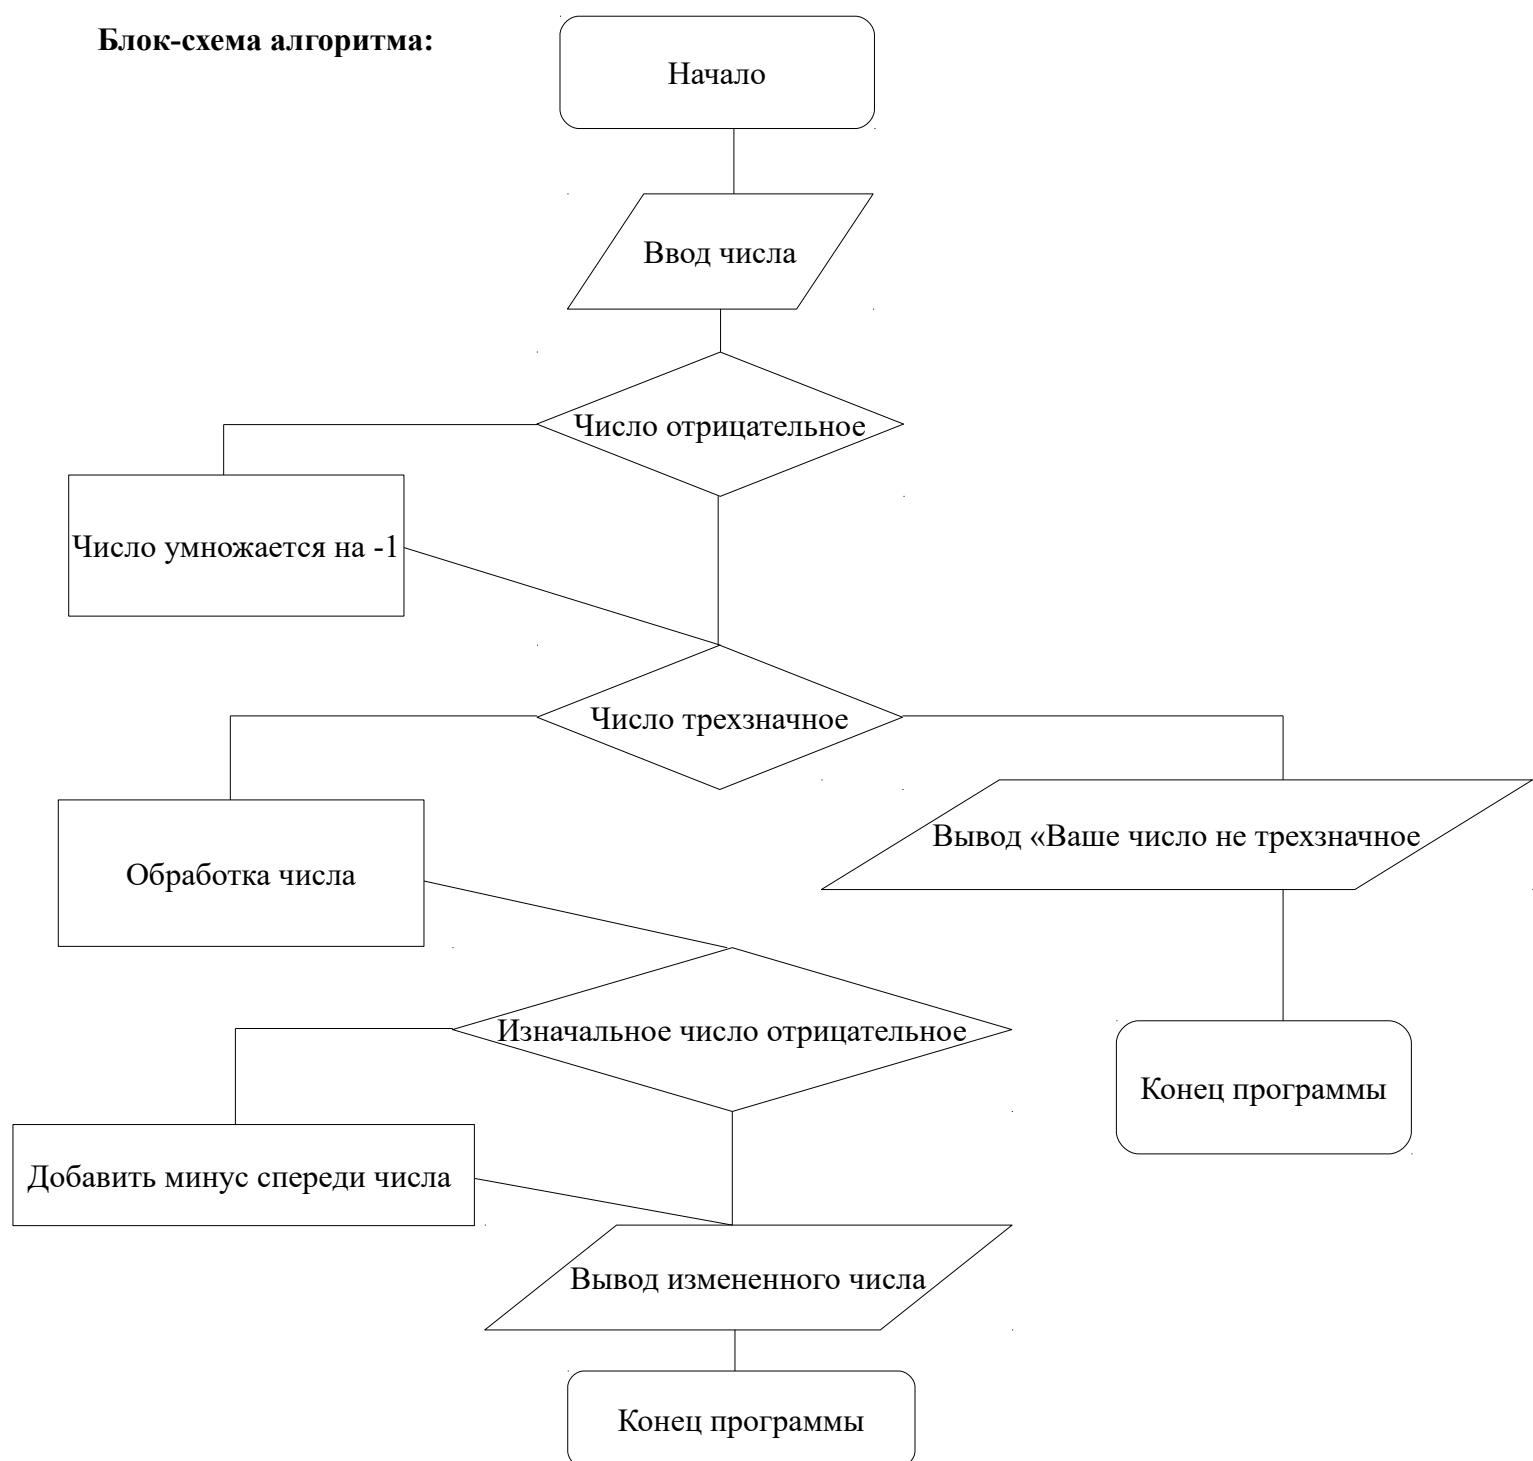 Блок-схема алгоритма:
Начало
Ввод числа
Число отрицательное
Число умножается на -1
Число трехзначное
Вывод «Ваше число не трехзначное
Обработка числа
Изначальное число отрицательное
Конец программы
Добавить минус спереди числа
Вывод измененного числа
Конец программы